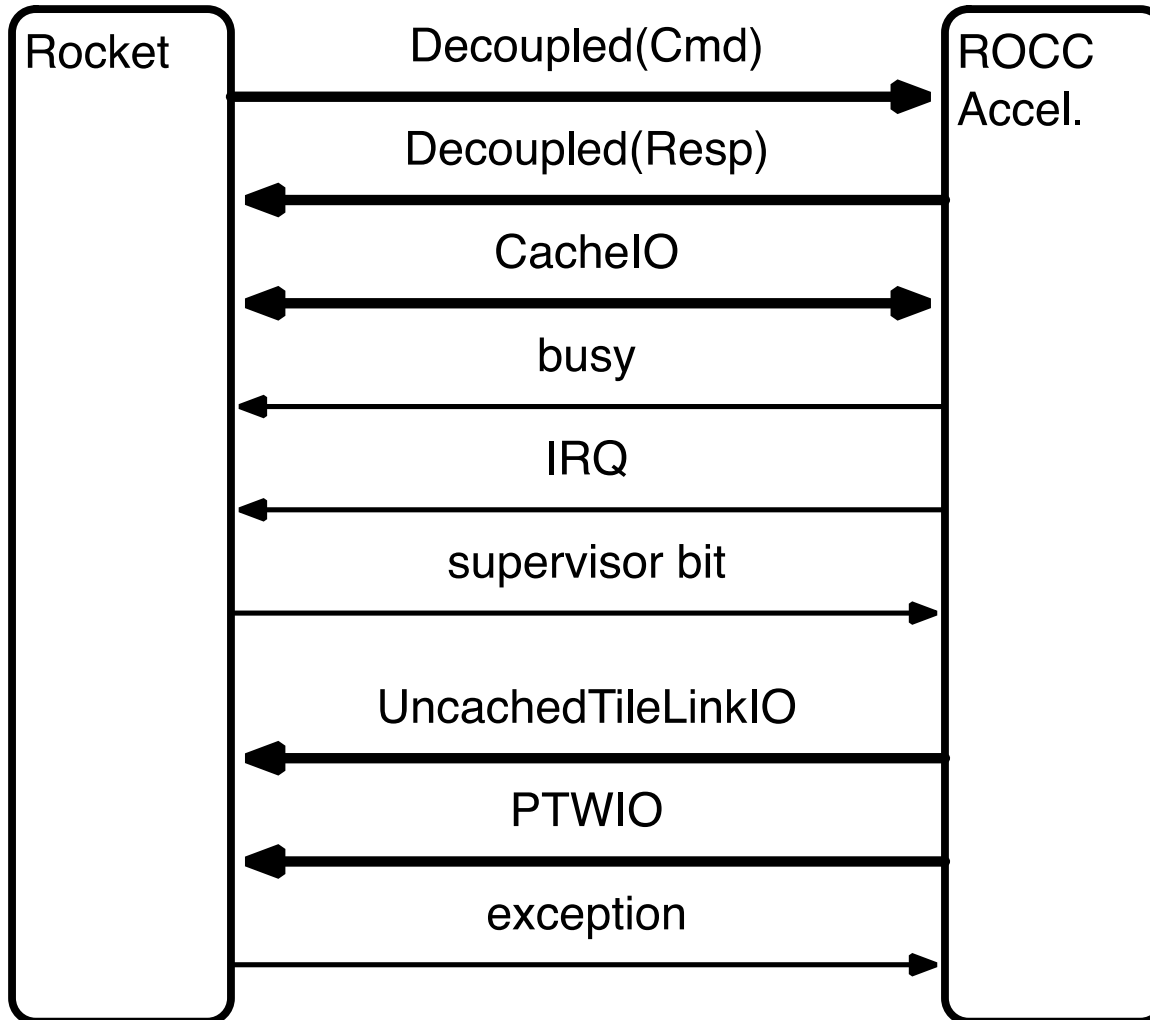 Rocket
Decoupled(Cmd)
ROCC
Accel.
Decoupled(Resp)
CacheIO
busy
IRQ
supervisor bit
UncachedTileLinkIO
PTWIO
exception